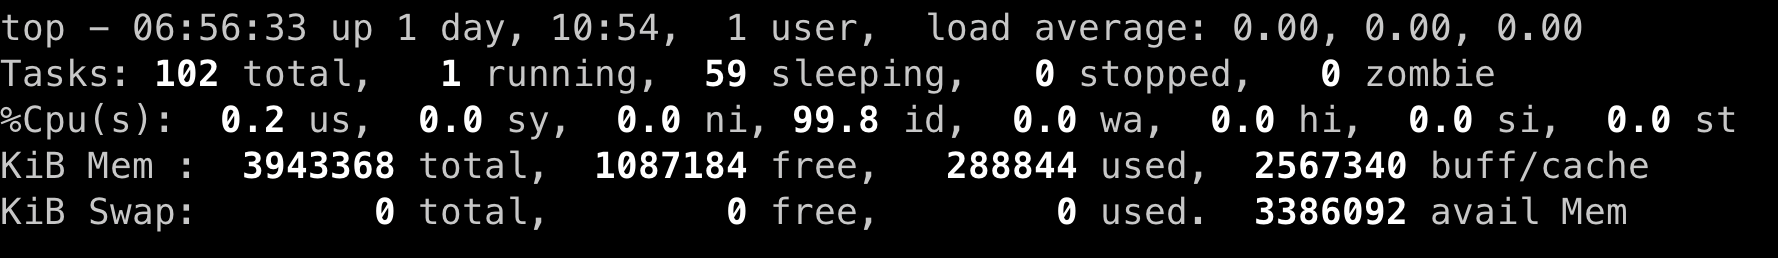 top - 06:56:33 up 1 day, 10:54,  1 user,  load average: 0.00, 0.00, 0.00
Tasks: 102 total,   1 running,  59 sleeping,   0 stopped,   0 zombie
%Cpu(s):  0.2 us,  0.0 sy,  0.0 ni, 99.8 id,  0.0 wa,  0.0 hi,  0.0 si,  0.0 st
KiB Mem :  3943368 total,  1087184 free,   288844 used,  2567340 buff/cache
KiB Swap:        0 total,        0 free,        0 used.  3386092 avail Mem